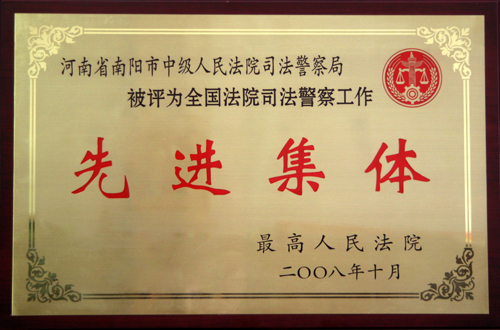 河南省南阳市中级人民法院司法警察局
被评为全国法院司法警察工作
先进集体
最高人民法院
二〇〇八年十月